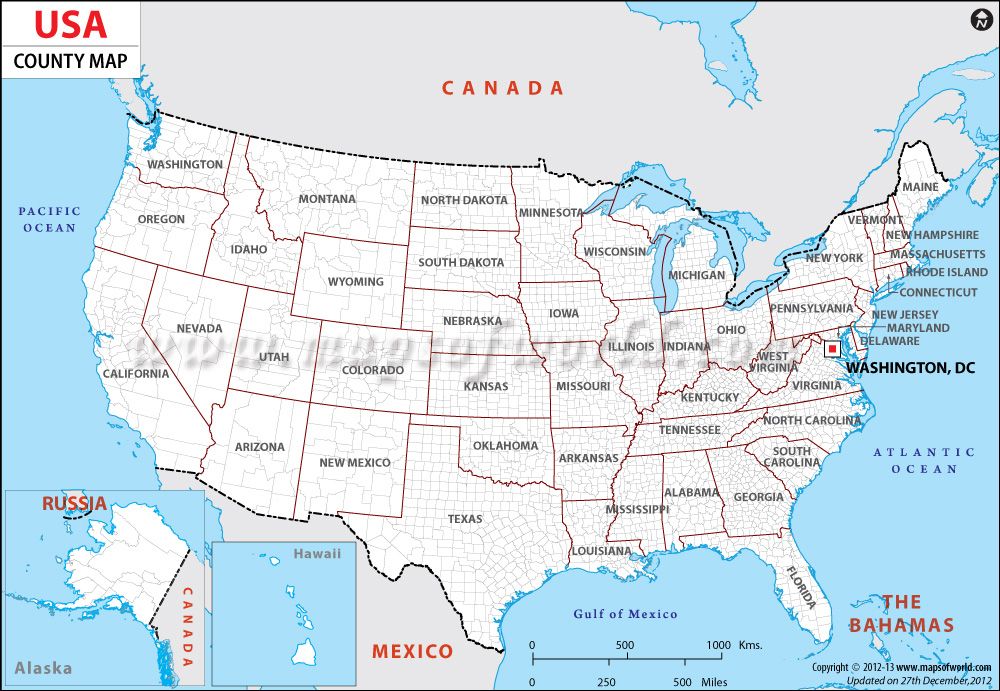 USA
COUNTY MAP
N
CANADA
PACIFIC
OCEAN
WASHINGTON
MONTANA
NORTH DAKOTA
MINNESOTA
MAINE
VERMONT
NEW HAMPSHIRE
OREGON
IDAHO
WISCONSIN
MICHIGAN
NEW YORK
MASSACHUSETTS
RHODE ISLAND
CONNECTICUT
SOUTH DAKOTA
WYOMING
NEBRASKA
IOWA
PENNSYLVANIA
NEW JERSEY
MARYLAND
DELAWARE
WASHINGTON, DC
NEVADA
UTAH
COLORADO
www.mapsofworld.com
ILLINOIS
INDIANA
OHIO
WEST
VIRGINIA
VIRGINIA
CALIFORNIA
KANSAS
MISSOURI
KENTUCKY
TENNESSEE
NORTH CAROLINA
SOUTH
CAROLINA
ARIZONA
NEW MEXICO
OKLAHOMA
ARKANSAS
ATLANTIC
OCEAN
TEXAS
MISSISSIPPI
ALABAMA
GEORGIA
LOUISIANA
FLORIDA
RUSSIA
CANADA
Alaska
Hawaii
MEXICO
Gulf of Mexico
THE
BAHAMAS
0 500 1000 Kms.
0 250 500 Miles
Copyright © 2012-13 www.mapsofworld.com
Updated on 27th December,2012